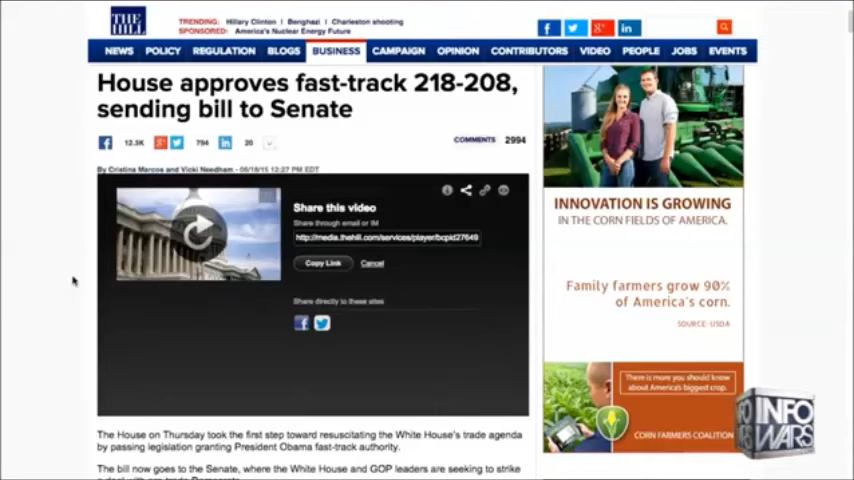 THE HILL
TRENDING: Hillary Clinton | Benghazi | Charleston shooting
SPONSORED: America's Nuclear Energy Future
NEWS POLICY REGULATION BLOGS BUSINESS CAMPAIGN OPINION CONTRIBUTORS VIDEO PEOPLE JOBS EVENTS
House approves fast-track 218-208,
sending bill to Senate
12.3K 794 20 COMMENTS 2994
By Cristina Marcos and Vicki Needham - 06/18/15 12:27 PM EDT
Share this video
Share through email or IM
http://media.thehill.com/services/player/bcpid27649
Copy Link Cancel
Share directly to these sites
The House on Thursday took the first step toward resuscitating the White House's trade agenda
by passing legislation granting President Obama fast-track authority.
The bill now goes to the Senate, where the White House and GOP leaders are seeking to strike
INNOVATION IS GROWING
IN THE CORN FIELDS OF AMERICA.
Family farmers grow 90%
of America's corn.
SOURCE: USDA
There is more you should know
about America's biggest crop.
CORN FARMERS COALITION
INFO
WARS